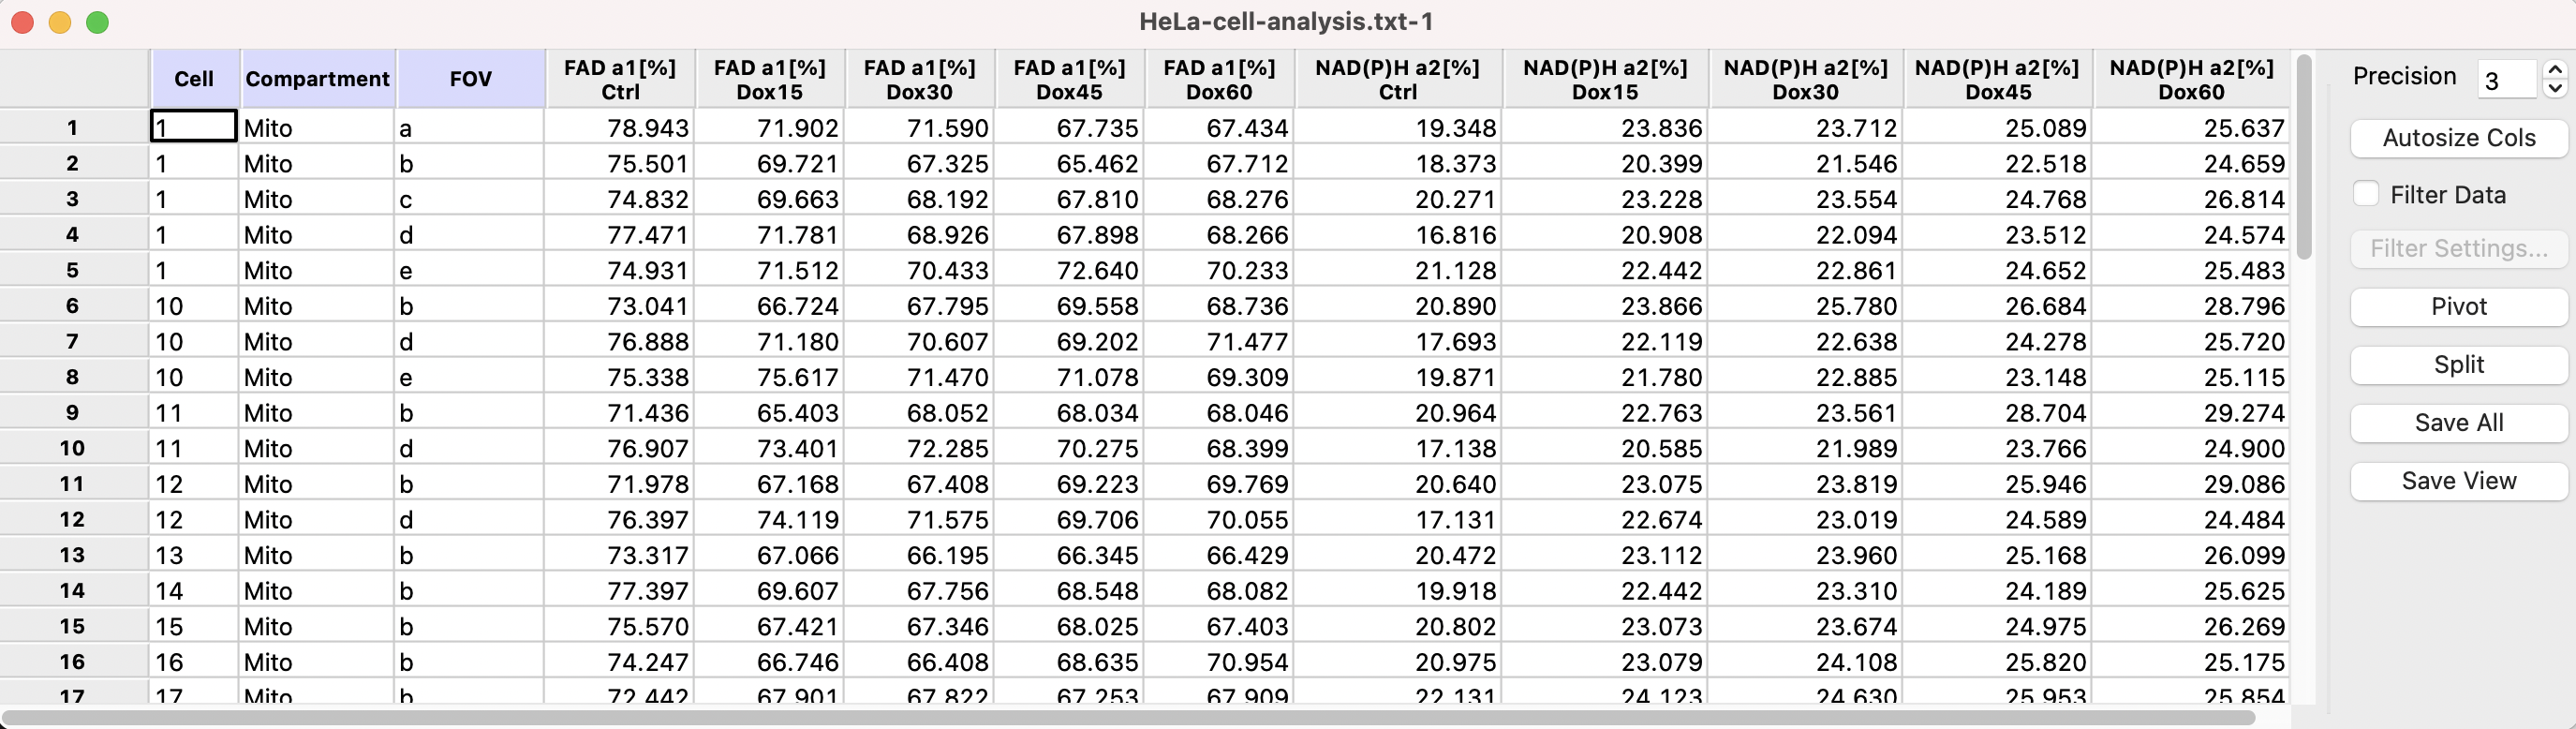 HeLa-cell-analysis.txt-1
Cell Compartment FOV FAD a1[%] Ctrl FAD a1[%] Dox15 FAD a1[%] Dox30 FAD a1[%] Dox45 FAD a1[%] Dox60 NAD(P)H a2[%] Ctrl NAD(P)H a2[%] Dox15 NAD(P)H a2[%] Dox30 NAD(P)H a2[%] Dox45 NAD(P)H a2[%] Dox60
1 1 Mito a 78.943 71.902 71.590 67.735 67.434 19.348 23.836 23.712 25.089 25.637
2 1 Mito b 75.501 69.721 67.325 65.462 67.712 18.373 20.399 21.546 22.518 24.659
3 1 Mito c 74.832 69.663 68.192 67.810 68.276 20.271 23.228 23.554 24.768 26.814
4 1 Mito d 77.471 71.781 68.926 67.898 68.266 16.816 20.908 22.094 23.512 24.574
5 1 Mito e 74.931 71.512 70.433 72.640 70.233 21.128 22.442 22.861 24.652 25.483
6 10 Mito b 73.041 66.724 67.795 69.558 68.736 20.890 23.866 25.780 26.684 28.796
7 10 Mito d 76.888 71.180 70.607 69.202 71.477 17.693 22.119 22.638 24.278 25.720
8 10 Mito e 75.338 75.617 71.470 71.078 69.309 19.871 21.780 22.885 23.148 25.115
9 11 Mito b 71.436 65.403 68.052 68.034 68.046 20.964 22.763 23.561 28.704 29.274
10 11 Mito d 76.907 73.401 72.285 70.275 68.399 17.138 20.585 21.989 23.766 24.900
11 12 Mito b 71.978 67.168 67.408 69.223 69.769 20.640 23.075 23.819 25.946 29.086
12 12 Mito d 76.397 74.119 71.575 69.706 70.055 17.131 22.674 23.019 24.589 24.484
13 13 Mito b 73.317 67.066 66.195 66.345 66.429 20.472 23.112 23.960 25.168 26.099
14 14 Mito b 77.397 69.607 67.756 68.548 68.082 19.918 22.442 23.310 24.189 25.625
15 15 Mito b 75.570 67.421 67.346 68.025 67.403 20.802 23.073 23.674 24.975 26.269
16 16 Mito b 74.247 66.746 66.408 68.635 70.954 20.975 23.079 24.108 25.820 25.175
17 17 Mito b 72.442 67.901 67.822 67.253 67.909 22.131 24.123 24.630 25.953 25.854
Precision 3
Autosize Cols
Filter Data
Filter Settings...
Pivot
Split
Save All
Save View